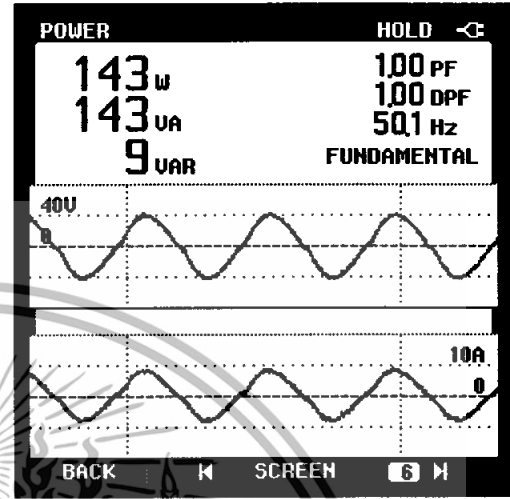 POWER HOLD
143 W 1.00 PF
143 VA 1.00 DPF
9 VAR 50.1 Hz
FUNDAMENTAL
40V
0
10A
0
BACK SCREEN 6